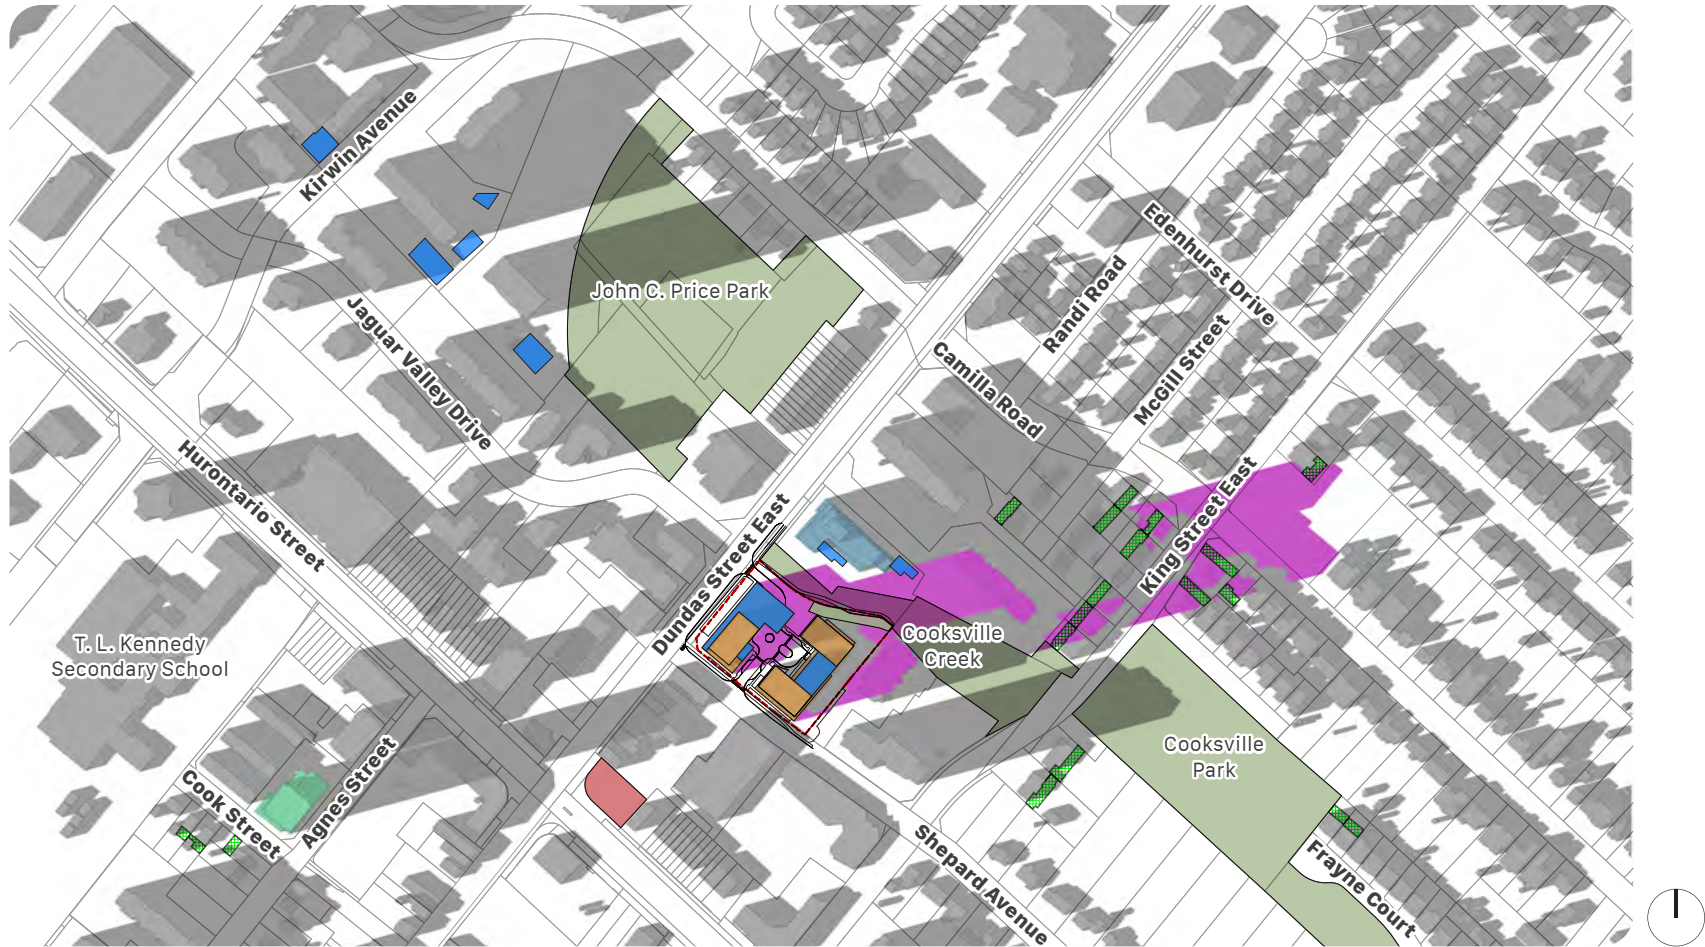 Kirwin Avenue
Edenhurst Drive
Randi Road
John C. Price Park
Jaguar Valley Drive
McGill Street
Camilla Road
Hurontario Street
King Street East
Dundas Street East
T. L. Kennedy
Secondary School
Cooksville
Creek
Cooksville
Park
Cook Street
Agnes Street
Shepard Avenue
Frayne Court